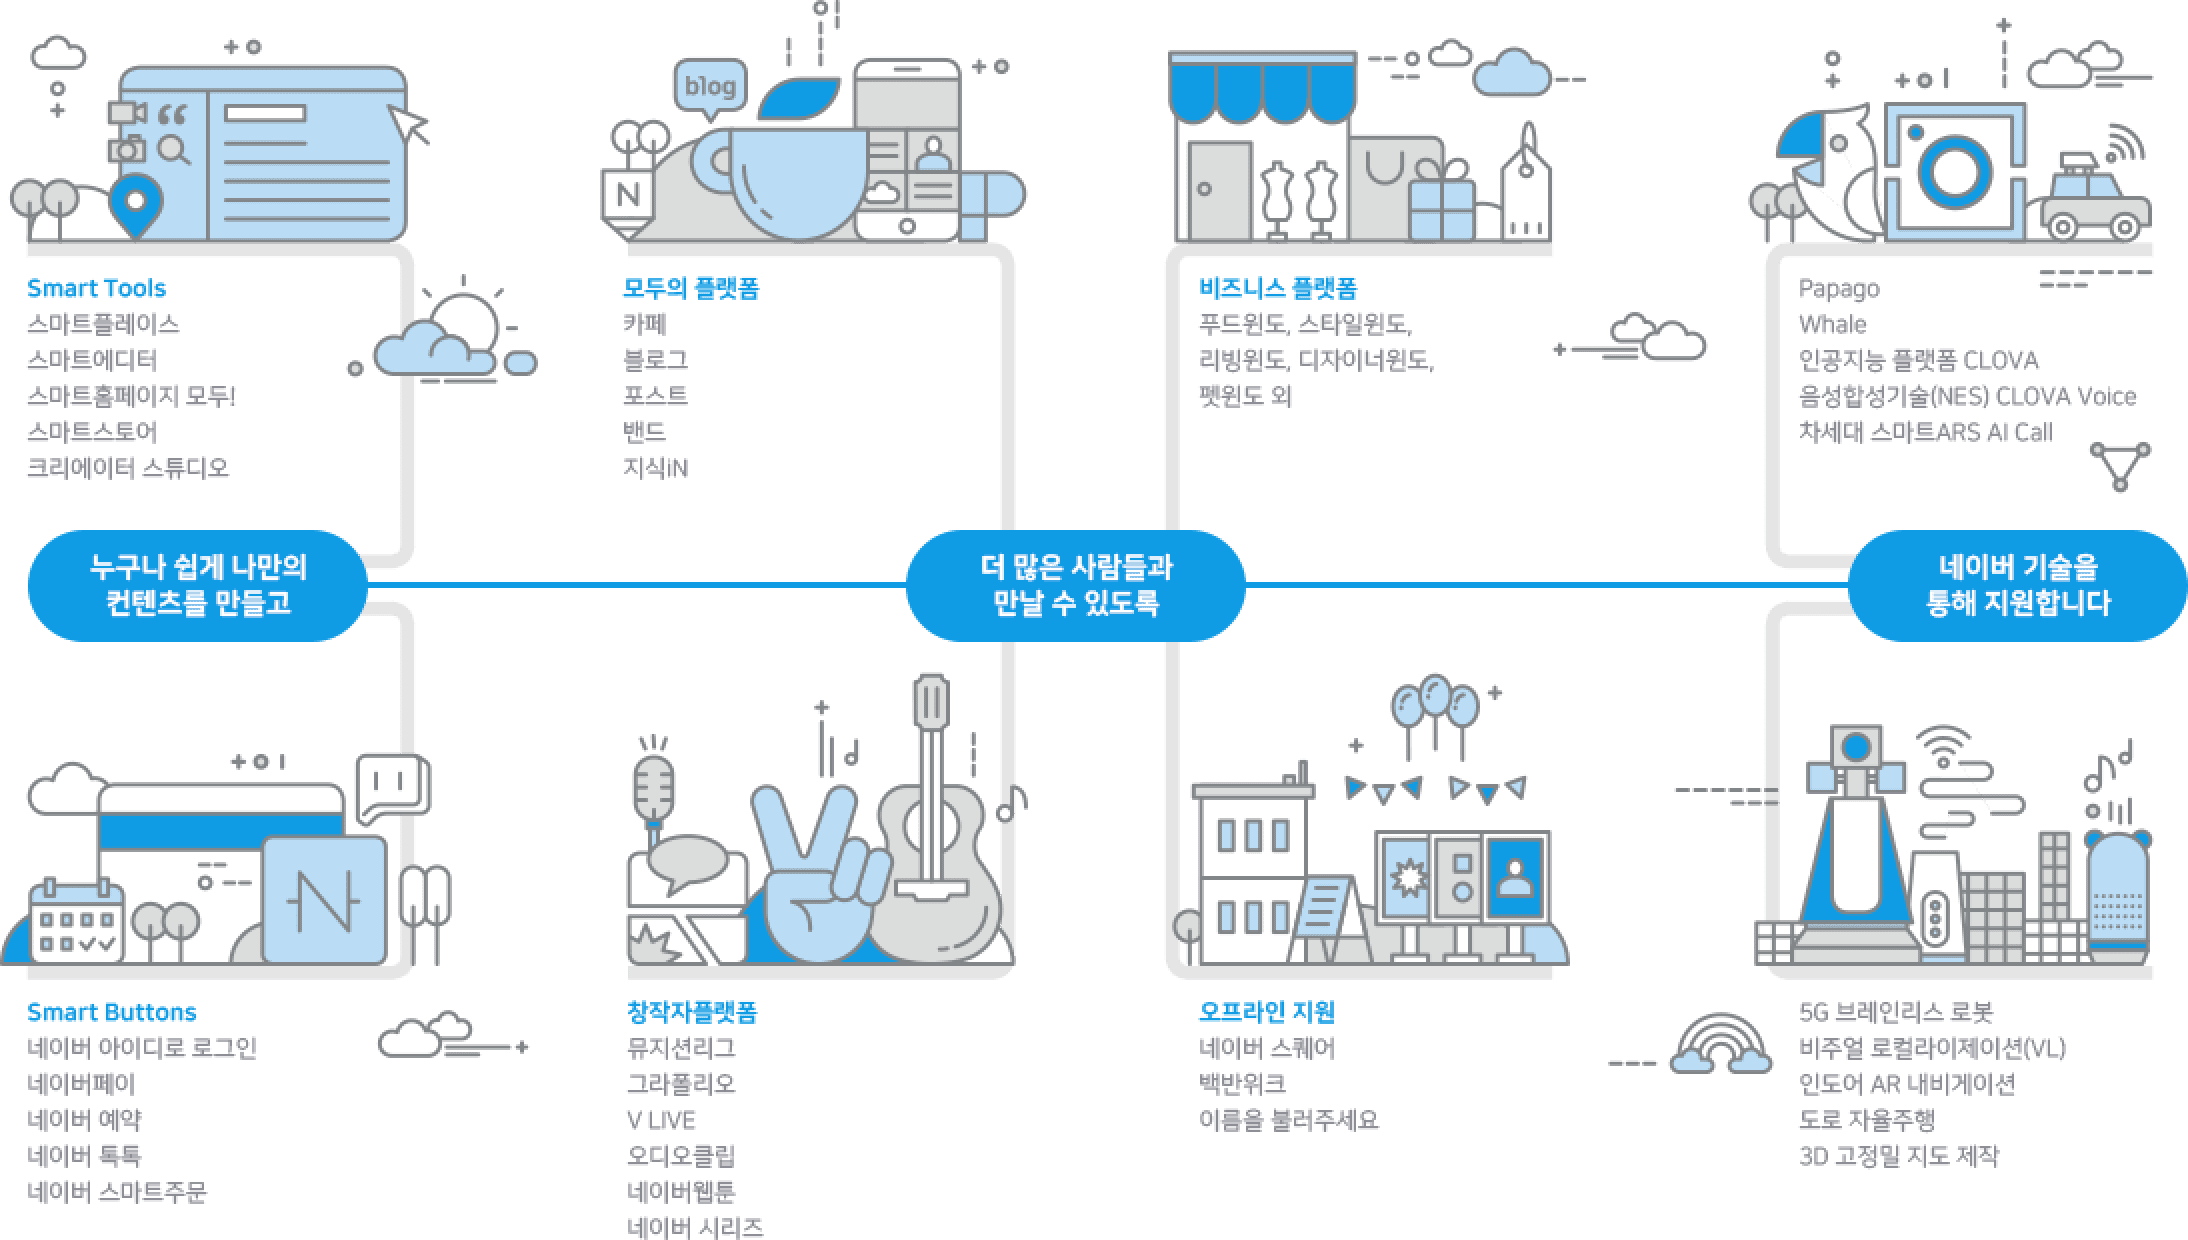 blog
N
Smart Tools
스마트플레이스
스마트에디터
스마트홈페이지 모두!
스마트스토어
크리에이터 스튜디오
모두의 플랫폼
카페
블로그
포스트
밴드
지식iN
비즈니스 플랫폼
푸드윈도, 스타일윈도,
리빙윈도, 디자이너윈도,
펫윈도 외
Papago
Whale
인공지능 플랫폼 CLOVA
음성합성기술(NES) CLOVA Voice
차세대 스마트ARS AI Call
누구나 쉽게 나만의
컨텐츠를 만들고
더 많은 사람들과
만날 수 있도록
네이버 기술을
통해 지원합니다
N
Smart Buttons
네이버 아이디로 로그인
네이버페이
네이버 예약
네이버 톡톡
네이버 스마트주문
창작자플랫폼
뮤지션리그
그라폴리오
V LIVE
오디오클립
네이버웹툰
네이버 시리즈
오프라인 지원
네이버 스퀘어
백반위크
이름을 불러주세요
5G 브레인리스 로봇
비주얼 로컬라이제이션(VL)
인도어 AR 내비게이션
도로 자율주행
3D 고정밀 지도 제작